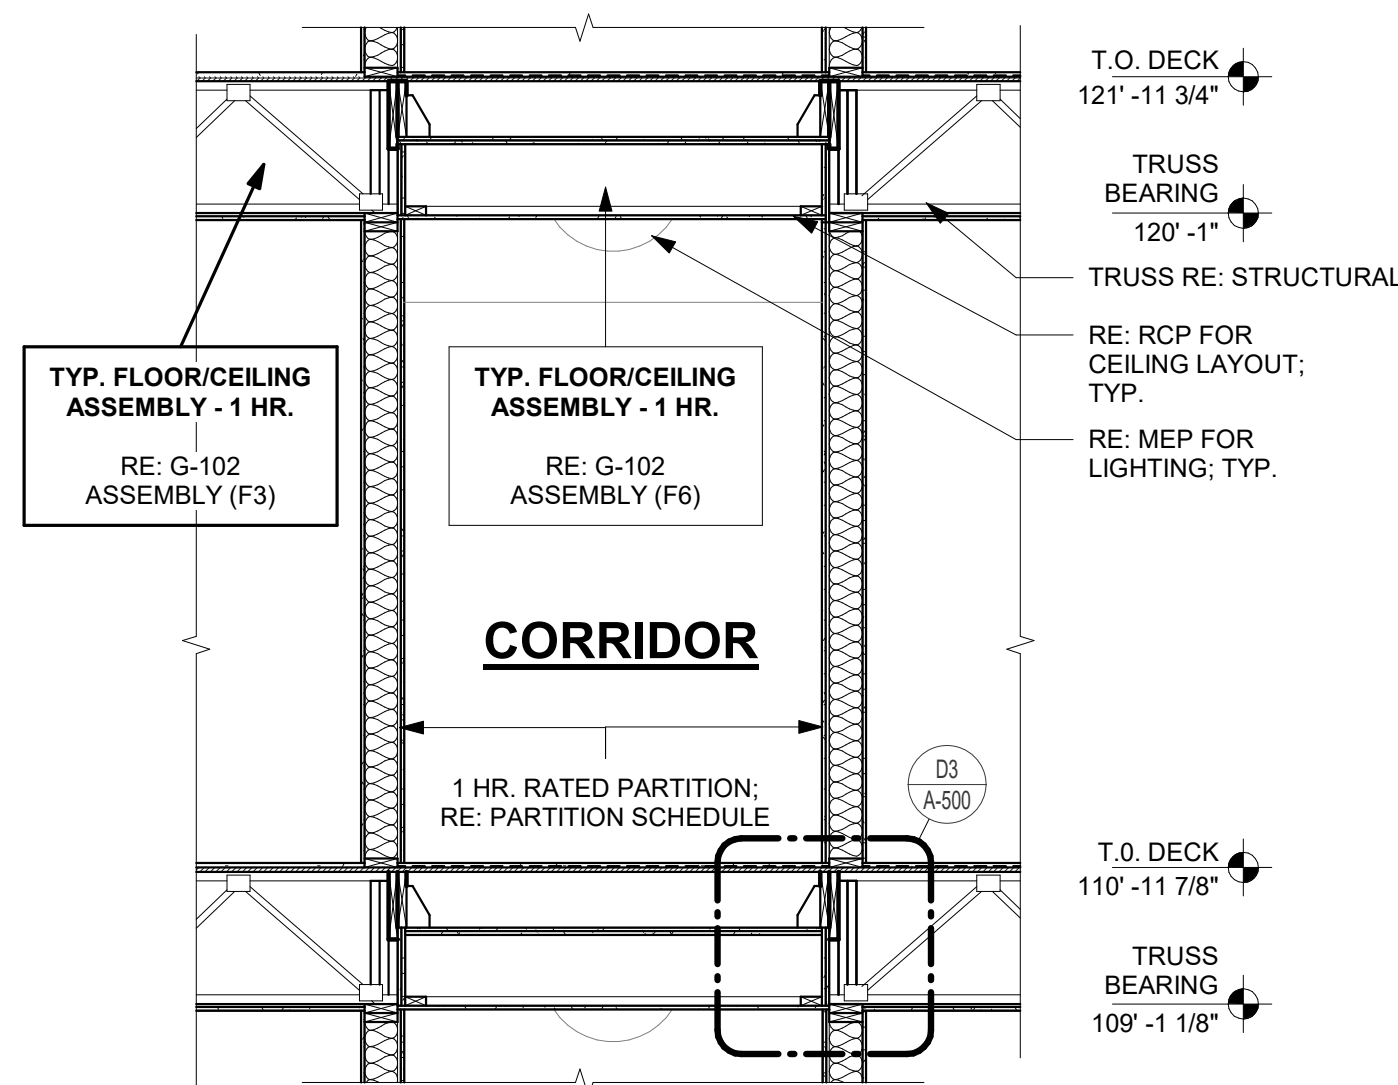 T.O. DECK
121' -11 3/4"
TRUSS
BEARING
120' -1"
TRUSS RE: STRUCTURAL
RE: RCP FOR
CEILING LAYOUT;
TYP.
RE: MEP FOR
LIGHTING; TYP.
TYP. FLOOR/CEILING
ASSEMBLY - 1 HR.
RE: G-102
ASSEMBLY (F3)
TYP. FLOOR/CEILING
ASSEMBLY - 1 HR.
RE: G-102
ASSEMBLY (F6)
CORRIDOR
1 HR. RATED PARTITION;
RE: PARTITION SCHEDULE
D3
A-500
T.0. DECK
110' -11 7/8"
TRUSS
BEARING
109' -1 1/8"